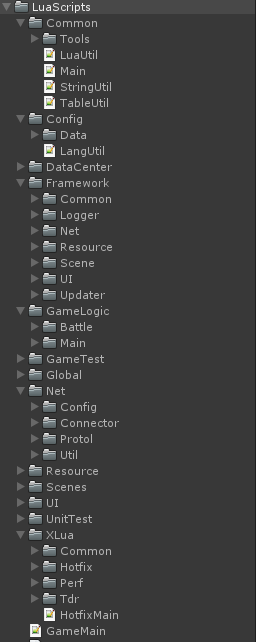 LuaScripts
Common
Tools
LuaUtil
Main
StringUtil
TableUtil
Config
Data
LangUtil
DataCenter
Framework
Common
Logger
Net
Resource
Scene
UI
Updater
GameLogic
Battle
Main
GameTest
Global
Net
Config
Connector
Protol
Util
Resource
Scenes
UI
UnitTest
XLua
Common
Hotfix
Perf
Tdr
HotfixMain
GameMain